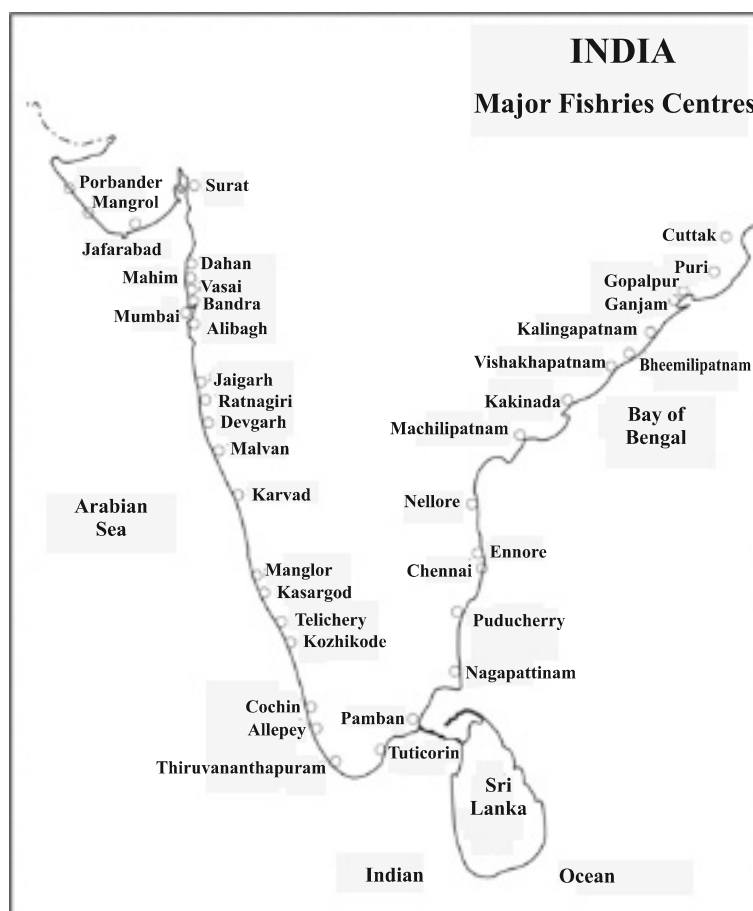 INDIA
Major Fishries Centres
Porbander
Mangrol
Surat
Jafarabad
Cuttak
Puri
Gopalpur
Ganjam
Dahan
Mahim
Vasai
Bandra
Mumbai
Alibagh
Kalingapatnam
Vishakhapatnam
Bheemilipatnam
Jaigarh
Ratnagiri
Devgarh
Malvan
Kakinada
Machilipatnam
Bay of
Bengal
Karvad
Arabian
Sea
Nellore
Ennore
Chennai
Manglor
Kasargod
Telichery
Kozhikode
Puducherry
Nagapattinam
Cochin
Allepey
Pamban
Thiruvananthapuram
Tuticorin
Sri
Lanka
Indian
Ocean